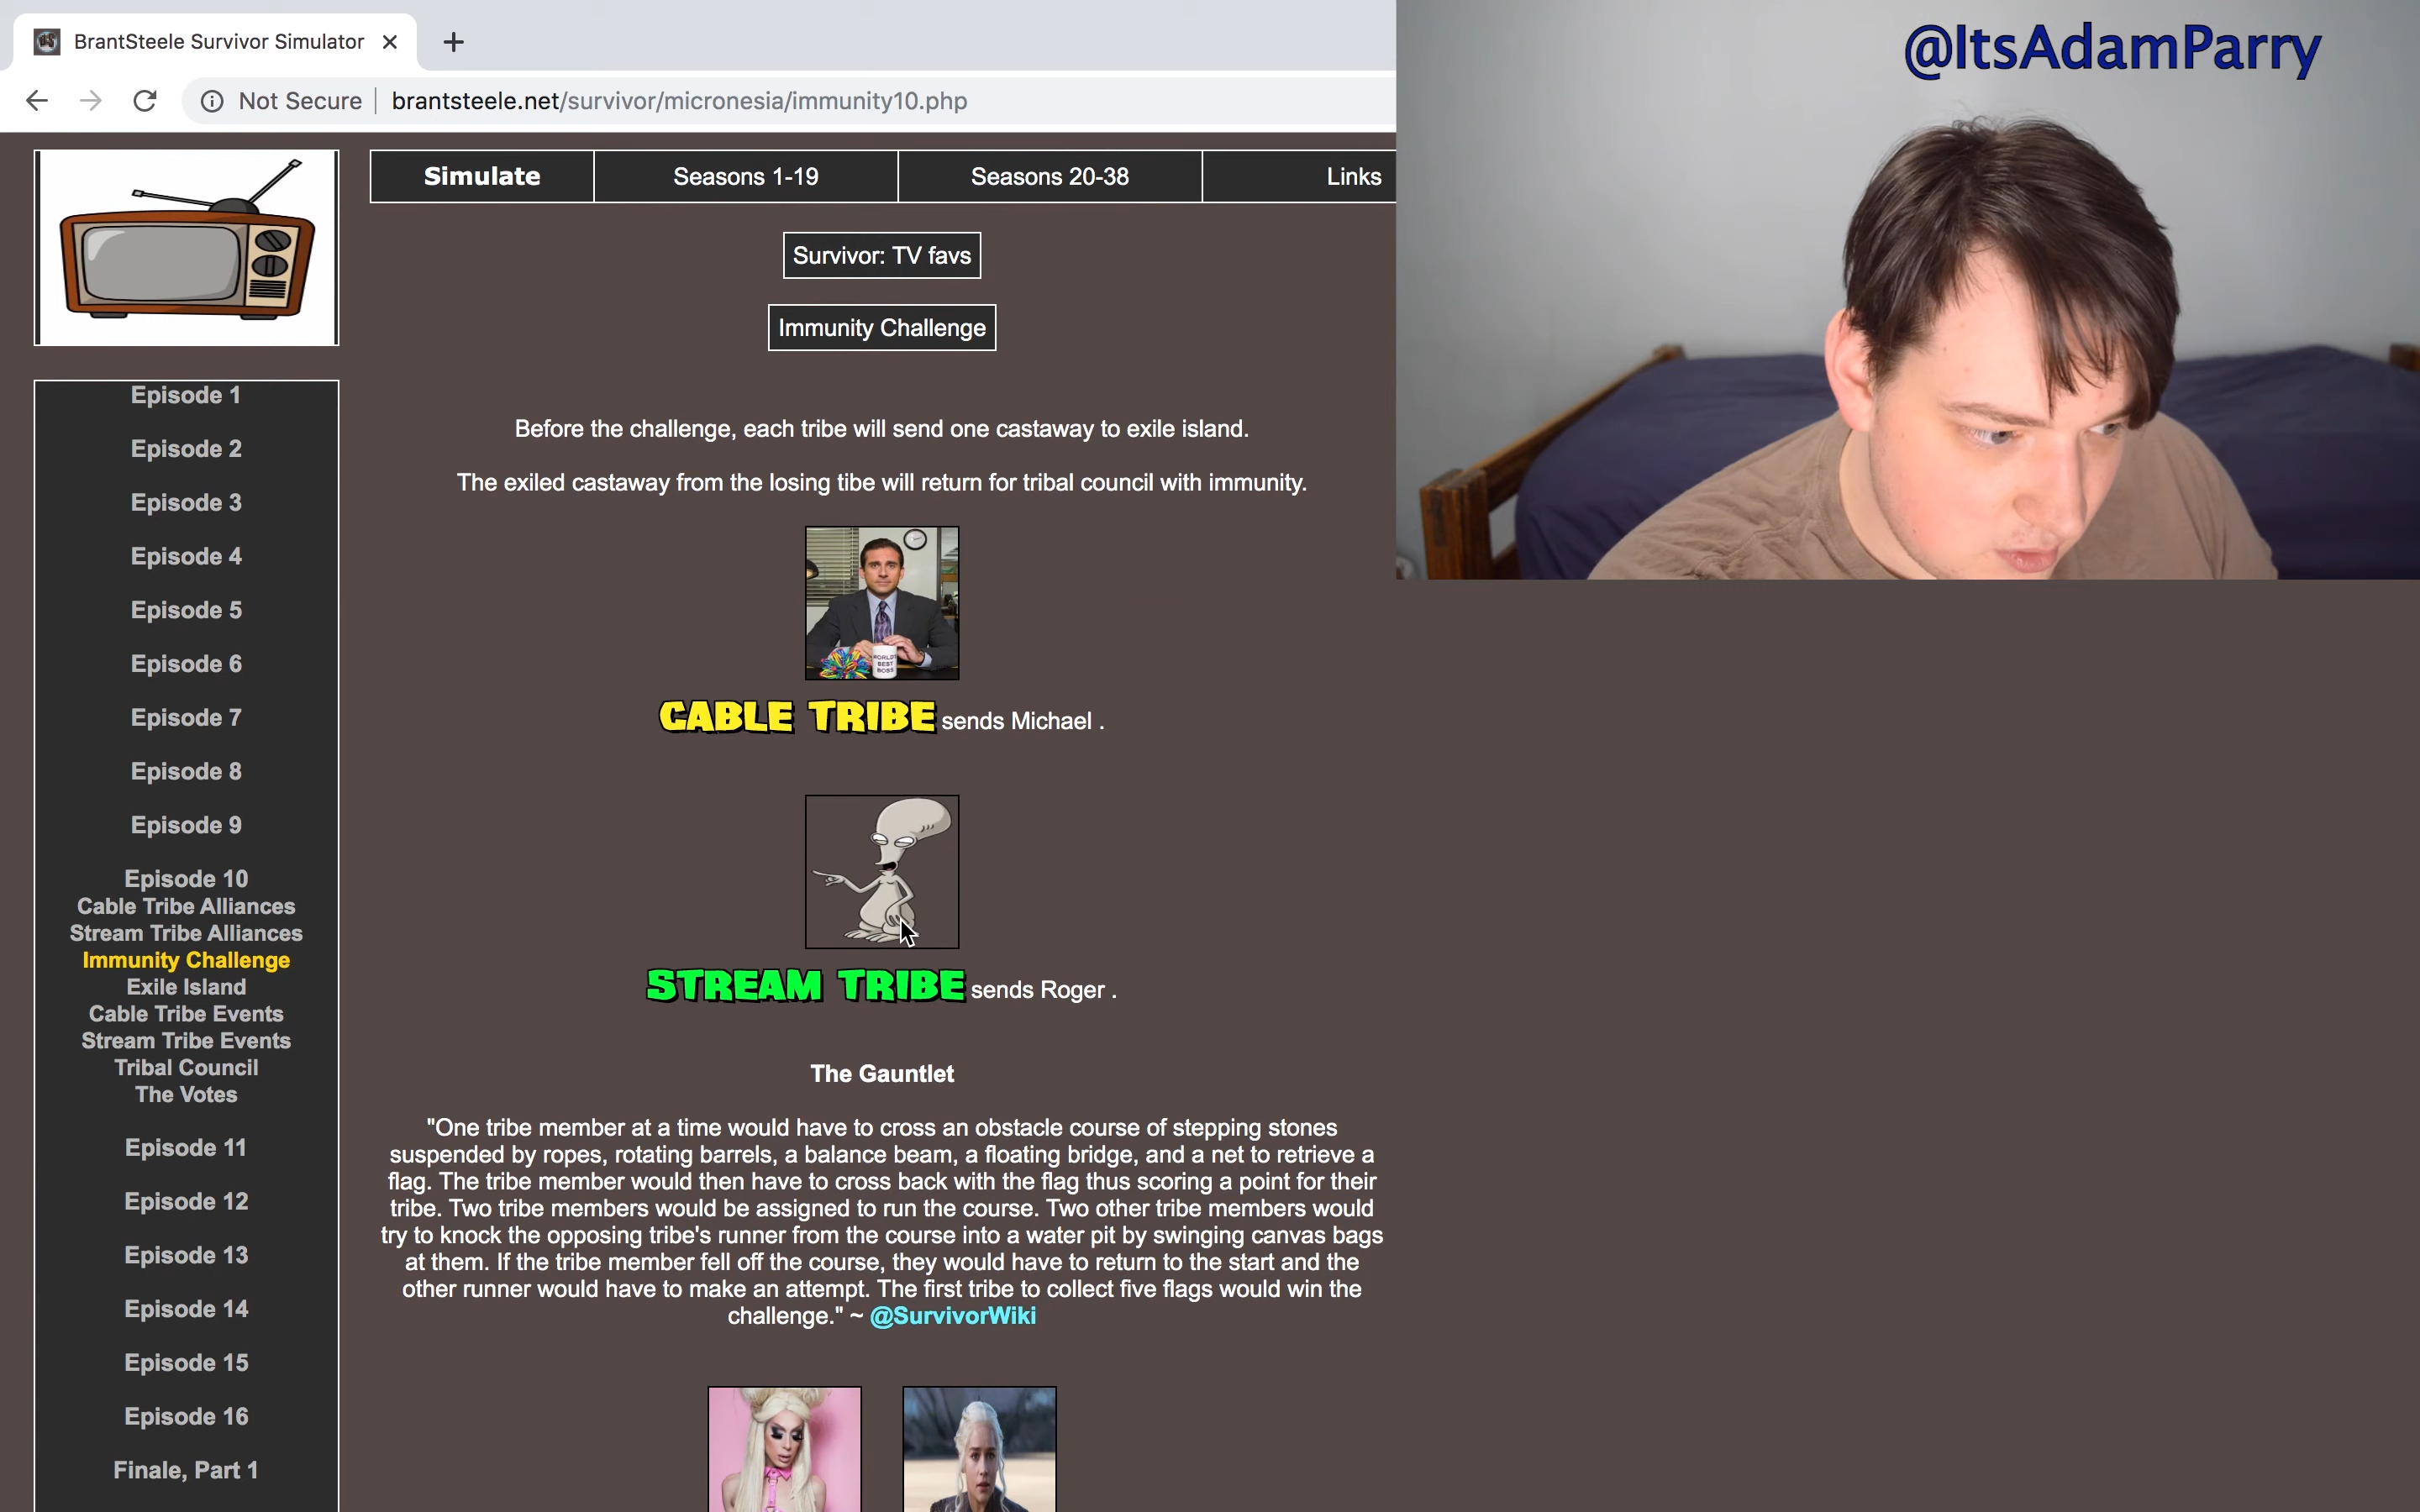 BrantSteele Survivor Simulator
@ItsAdamParry
Not Secure
brantsteele.net/survivor/micronesia/immunity10.php
Simulate
Seasons 1-19
Seasons 20-38
Links
Survivor: TV favs
Immunity Challenge
Before the challenge, each tribe will send one castaway to exile island.
The exiled castaway from the losing tibe will return for tribal council with immunity.
WORLD'S
BEST
BOSS
CABLE TRIBE sends Michael .
STREAM TRIBE sends Roger .
The Gauntlet
"One tribe member at a time would have to cross an obstacle course of stepping stones
suspended by ropes, rotating barrels, a balance beam, a floating bridge, and a net to retrieve a
flag. The tribe member would then have to cross back with the flag thus scoring a point for their
tribe. Two tribe members would be assigned to run the course. Two other tribe members would
try to knock the opposing tribe's runner from the course into a water pit by swinging canvas bags
at them. If the tribe member fell off the course, they would have to return to the start and the
other runner would have to make an attempt. The first tribe to collect five flags would win the
challenge." ~ @SurvivorWiki
Episode 1
Episode 2
Episode 3
Episode 4
Episode 5
Episode 6
Episode 7
Episode 8
Episode 9
Episode 10
Cable Tribe Alliances
Stream Tribe Alliances
Immunity Challenge
Exile Island
Cable Tribe Events
Stream Tribe Events
Tribal Council
The Votes
Episode 11
Episode 12
Episode 13
Episode 14
Episode 15
Episode 16
Finale, Part 1